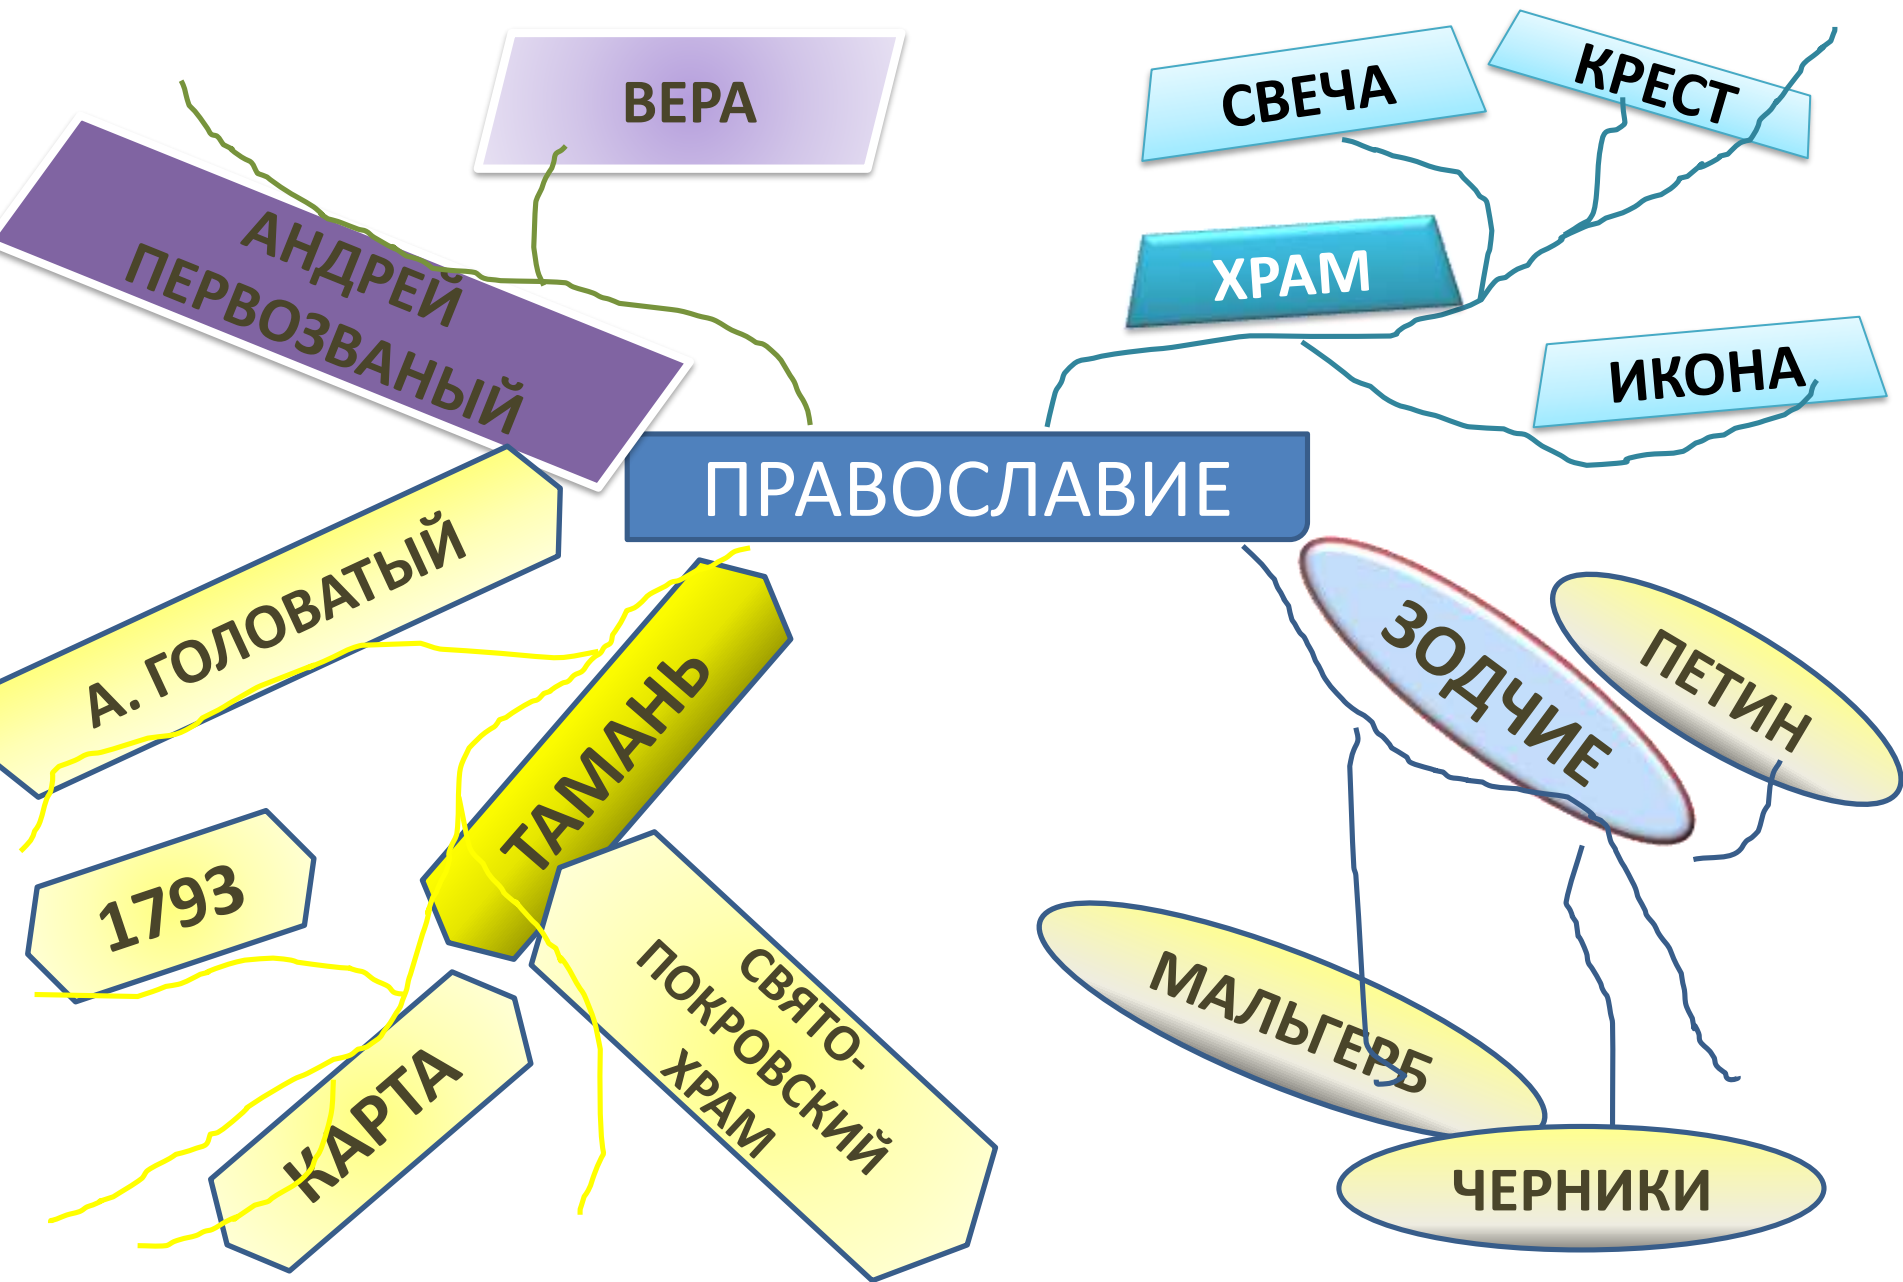 ВЕРА
АНДРЕЙ
ПЕРВОЗВАНЫЙ
СВЕЧА
КРЕСТ
ХРАМ
ИКОНА
ПРАВОСЛАВИЕ
А. ГОЛОВАТЫЙ
ТАМАНЬ
1793
КАРТА
СВЯТО-
ПОКРОВСКИЙ
ХРАМ
ЗОДЧИЕ
ПЕТИН
МАЛЬГЕРБ
ЧЕРНИКИ